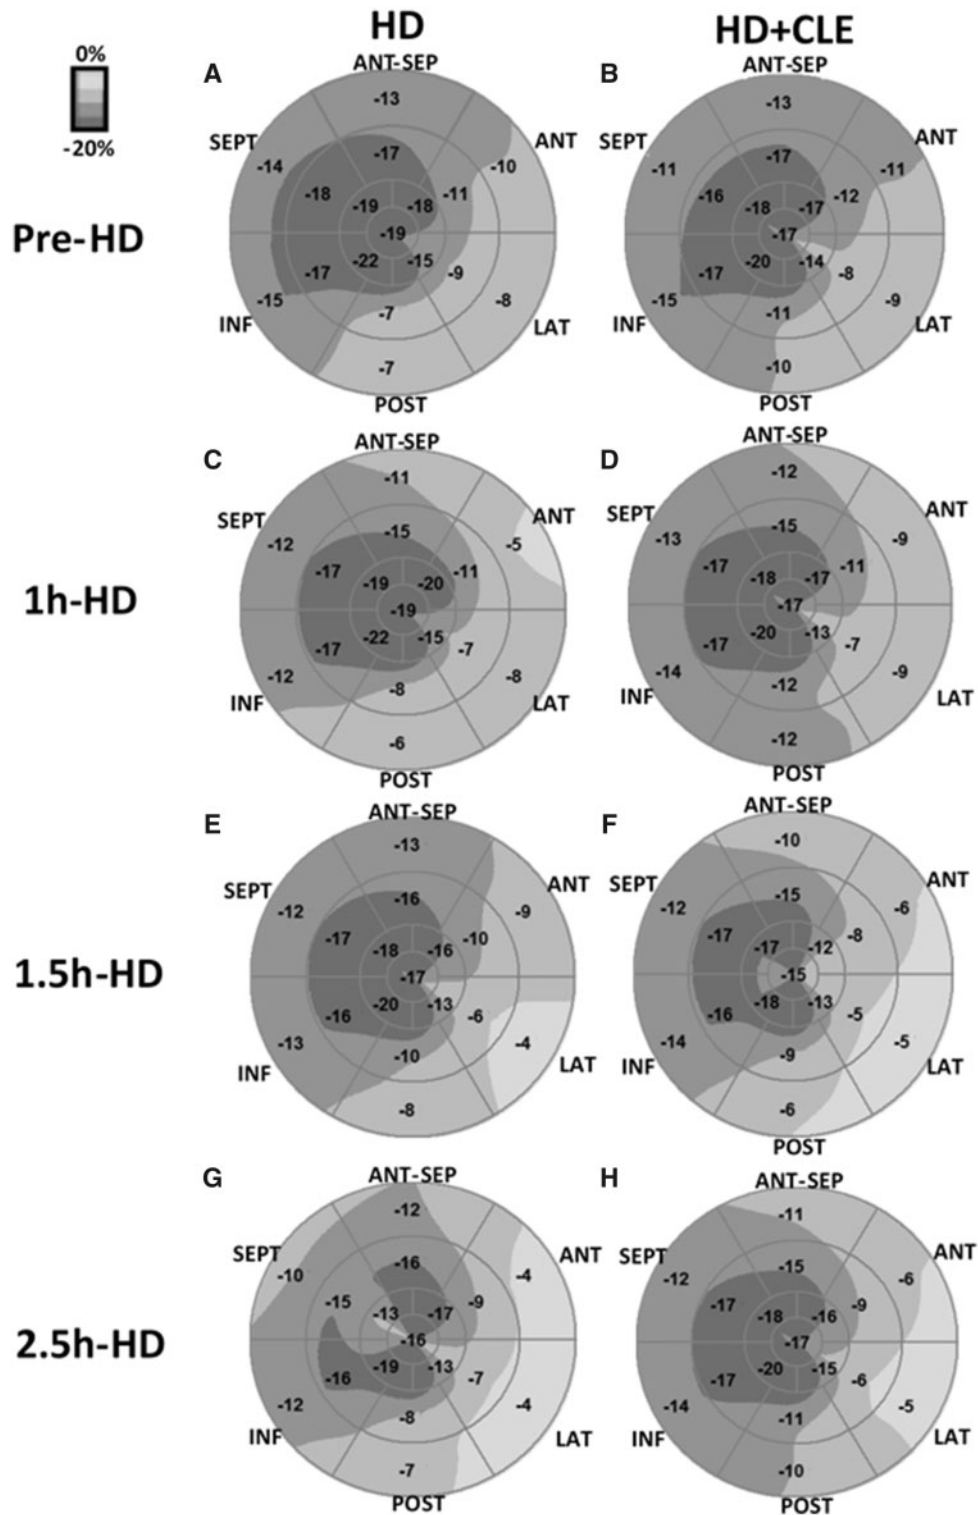 HD HD+CLE
0%
-20%
A B
ANT-SEP ANT-SEP
-13 -13
SEPT ANT SEPT ANT
-14 -17 -10 -11 -17 -11
-18 -11 -16 -12
-19 -18 -18 -17
Pre-HD -19 -17
-22 -15 -20 -14
-17 -9 -17 -8
-15 -8 -15 -9
-7 -11
INF LAT INF LAT
-7 -10
POST POST
C D
ANT-SEP ANT-SEP
-11 -12
SEPT ANT SEPT ANT
-12 -15 -5 -13 -15 -9
-17 -11 -17 -11
-19 -20 -18 -17
1h-HD -19 -17
-22 -15 -20 -13
-17 -7 -17 -7
-12 -8 -14 -9
-8 -12
INF LAT INF LAT
-6 -12
POST POST
E F
ANT-SEP ANT-SEP
-13 -10
SEPT ANT SEPT ANT
-12 -16 -9 -12 -15 -6
-17 -10 -17 -8
-18 -16 -17 -12
1.5h-HD -17 -15
-20 -13 -18 -13
-16 -6 -16 -5
-13 -4 -14 -5
-10 -9
INF LAT INF LAT
-8 -6
POST
G H
ANT-SEP ANT-SEP
-12 -11
SEPT ANT SEPT ANT
-10 -16 -4 -12 -15 -6
-15 -9 -17 -9
-13 -17 -18 -16
2.5h-HD -16 -17
-19 -13 -20 -15
-16 -7 -17 -6
-12 -4 -14 -5
-8 -11
INF LAT INF LAT
-7 -10
POST POST